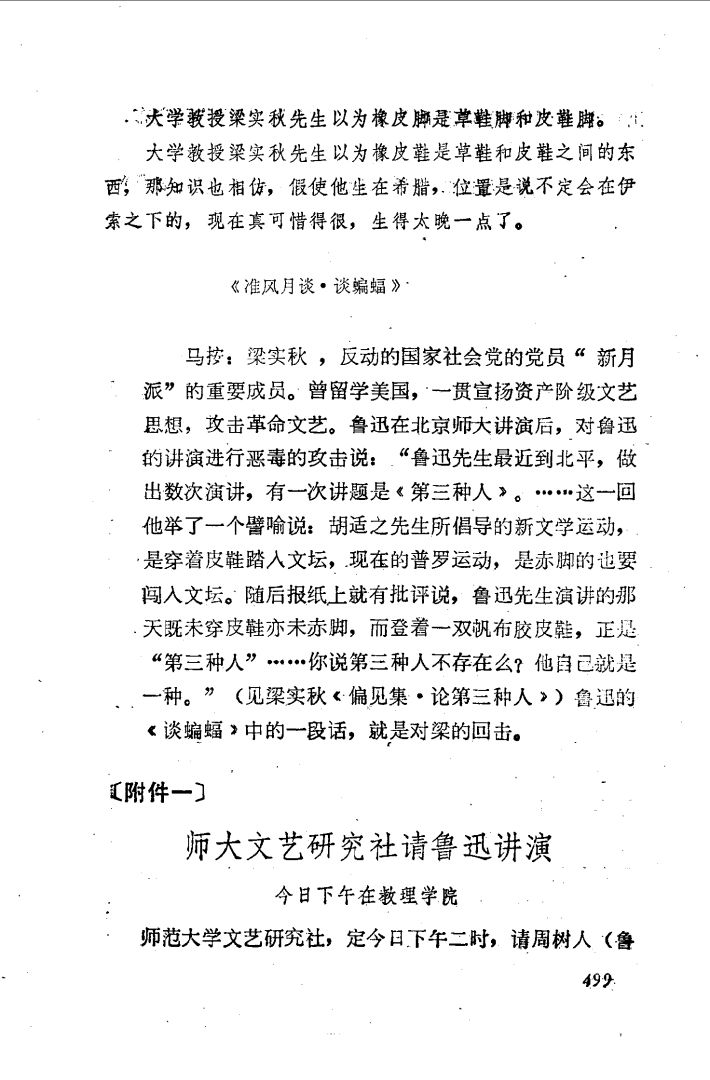 大学教授梁实秋先生以为橡皮脚是草鞋脚和皮鞋脚。
大学教授梁实秋先生以为橡皮鞋是草鞋和皮鞋之间的东
西，那知识也相仿，假使他生在希腊，位置是说不定会在伊
索之下的，现在真可惜得很，生得太晚一点了。
《准风月谈·谈蝙蝠》
马按：梁实秋，反动的国家社会党的党员“新月
派”的重要成员。曾留学美国，一贯宣扬资产阶级文艺
思想，攻击革命文艺。鲁迅在北京师大讲演后，对鲁迅
的讲演进行恶毒的攻击说：“鲁迅先生最近到北平，做
出数次演讲，有一次讲题是《第三种人》。……这一回
他举了一个譬喻说：胡适之先生所倡导的新文学运动，
是穿着皮鞋踏入文坛，现在的普罗运动，是赤脚的也要
闯入文坛。随后报纸上就有批评说，鲁迅先生演讲的那
天既未穿皮鞋亦未赤脚，而登着一双帆布胶皮鞋，正是
“第三种人”……你说第三种人不存在么？他自己就是
一种。”（见梁实秋《偏见集·论第三种人》）鲁迅的
《谈蝙蝠》中的一段话，就是对梁的回击。
〔附件一〕
师大文艺研究社请鲁迅讲演
今日下午在教理学院
师范大学文艺研究社，定今日下午二时，请周树人（鲁
499